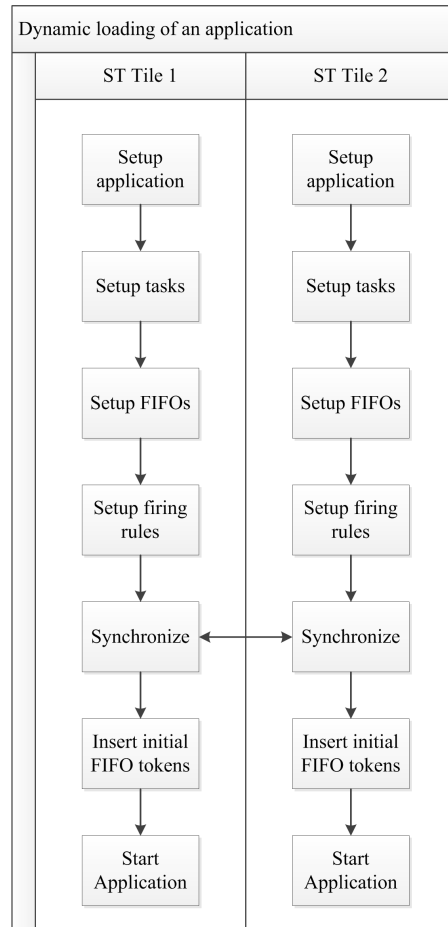 Dynamic loading of an application
ST Tile 1
ST Tile 2
Setup
application
Setup tasks
Setup FIFOs
Setup firing
rules
Synchronize
Insert initial
FIFO tokens
Start
Application
Setup
application
Setup tasks
Setup FIFOs
Setup firing
rules
Synchronize
Insert initial
FIFO tokens
Start
Application